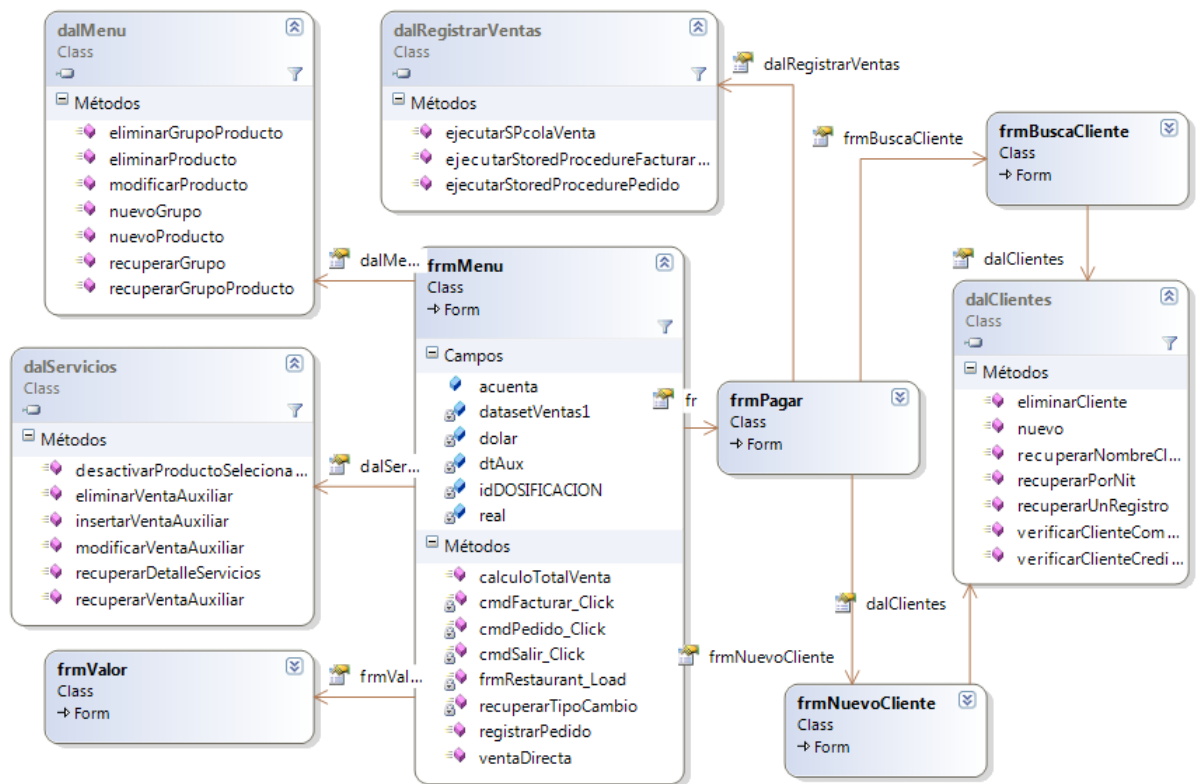 dalMenu
Class
Métodos
eliminarGrupoProducto
eliminarProducto
modificarProducto
nuevoGrupo
nuevoProducto
recuperarGrupo
recuperarGrupoProducto
dalRegistrarVentas
Class
Métodos
ejecutarSPcolaVenta
ejecutarStoredProcedureFacturar...
ejecutarStoredProcedurePedido
dalRegistrarVentas
frmBuscaCliente
frmBuscaCliente
Class
Form
dalClientes
dalMe...
frmMenu
Class
Form
Campos
acuenta
datasetVentas1
dolar
dtAux
idDOSIFICACION
real
Métodos
calculoTotalVenta
cmdFacturar_Click
cmdPedido_Click
cmdSalir_Click
frmRestaurant_Load
recuperarTipoCambio
registrarPedido
ventaDirecta
dalServicios
Class
Métodos
desactivarProductoSeleciona...
eliminarVentaAuxiliar
insertarVentaAuxiliar
modificarVentaAuxiliar
recuperarDetalleServicios
recuperarVentaAuxiliar
dalSer...
frmValor
Class
Form
frmVal...
fr
frmPagar
Class
Form
dalClientes
Class
Métodos
eliminarCliente
nuevo
recuperarNombreCl...
recuperarPorNit
recuperarUnRegistro
verificarClienteCom...
verificarClienteCredi...
dalClientes
frmNuevoCliente
frmNuevoCliente
Class
Form